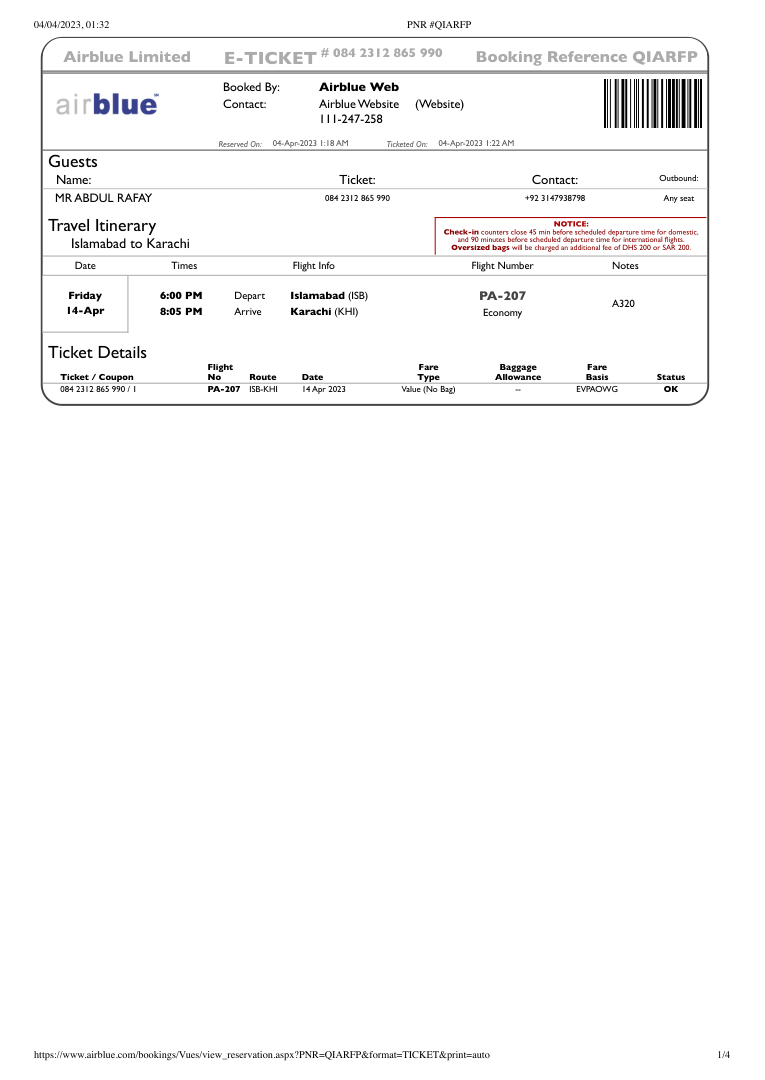 04/04/2023, 01:32 PNR #QIARFP
Airblue Limited E-TICKET # 084 2312 865 990 Booking Reference QIARFP
airblue
Booked By: Airblue Web
Contact: Airblue Website (Website)
111-247-258
Reserved On: 04-Apr-2023 1:18 AM Ticketed On: 04-Apr-2023 1:22 AM
Guests
Name: Ticket: Contact: Outbound:
MR ABDUL RAFAY 084 2312 865 990 +92 3147938798 Any seat
Travel Itinerary
Islamabad to Karachi
NOTICE:
Check-in counters close 45 min before scheduled departure time for domestic,
and 90 minutes before scheduled departure time for international flights.
Oversized bags will be charged an additional fee of DHS 200 or SAR 200.
Date Times Flight Info Flight Number Notes
Friday 6:00 PM Depart Islamabad (ISB) PA-207 A320
14-Apr 8:05 PM Arrive Karachi (KHI) Economy
Ticket Details
Ticket / Coupon Flight No Route Date Fare Type Baggage Allowance Fare Basis Status
084 2312 865 990 / 1 PA-207 ISB-KHI 14 Apr 2023 Value (No Bag) -- EVPAOWG OK
https://www.airblue.com/bookings/Vues/view_reservation.aspx?PNR=QIARFP&format=TICKET&print=auto 1/4